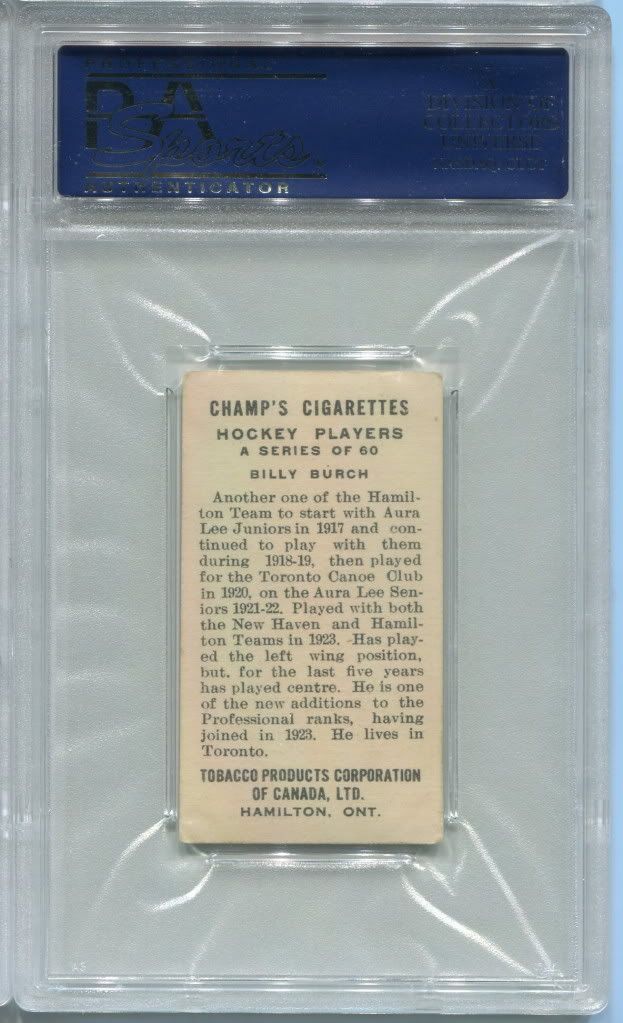 PROFESSIONAL
PSA
Sports
AUTHENTICATOR
A
DIVISION OF
COLLECTORS
UNIVERSE
CHAMP'S CIGARETTES
HOCKEY PLAYERS
A SERIES OF 60
BILLY BURCH
Another one of the Hamil-
ton Team to start with Aura
Lee Juniors in 1917 and con-
tinued to play with them
during 1918-19, then played
for the Toronto Canoe Club
in 1920, on the Aura Lee Sen-
iors 1921-22. Played with both
the New Haven and Hamil-
ton Teams in 1923. Has play-
ed the left wing position,
but. for the last five years
has played centre. He is one
of the new additions to the
Professional ranks, having
joined in 1923. He lives in
Toronto.
TOBACCO PRODUCTS CORPORATION
OF CANADA, LTD.
HAMILTON, ONT.